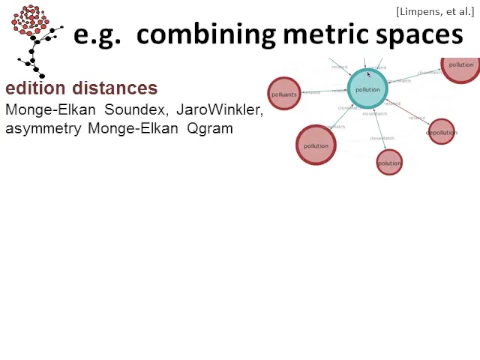 [Limpens, et al.]
e.g. combining metric spaces
edition distances
Monge-Elkan Soundex, JaroWinkler,
asymmetry Monge-Elkan Qgram
pollution
pollution
pollutants
depollution
pollution
pollution